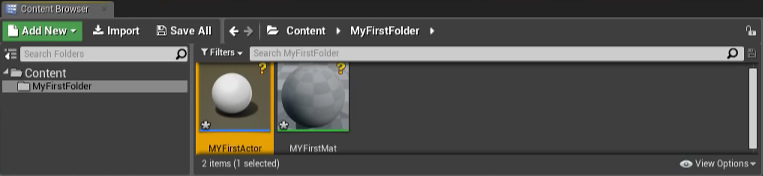 Content Browser
Add New Import Save All Content MyFirstFolder
Search Folders Filters Search MyFirstFolder
Content
MyFirstFolder
? ?
MYFirstActor MYFirstMat
2 items (1 selected) View Options